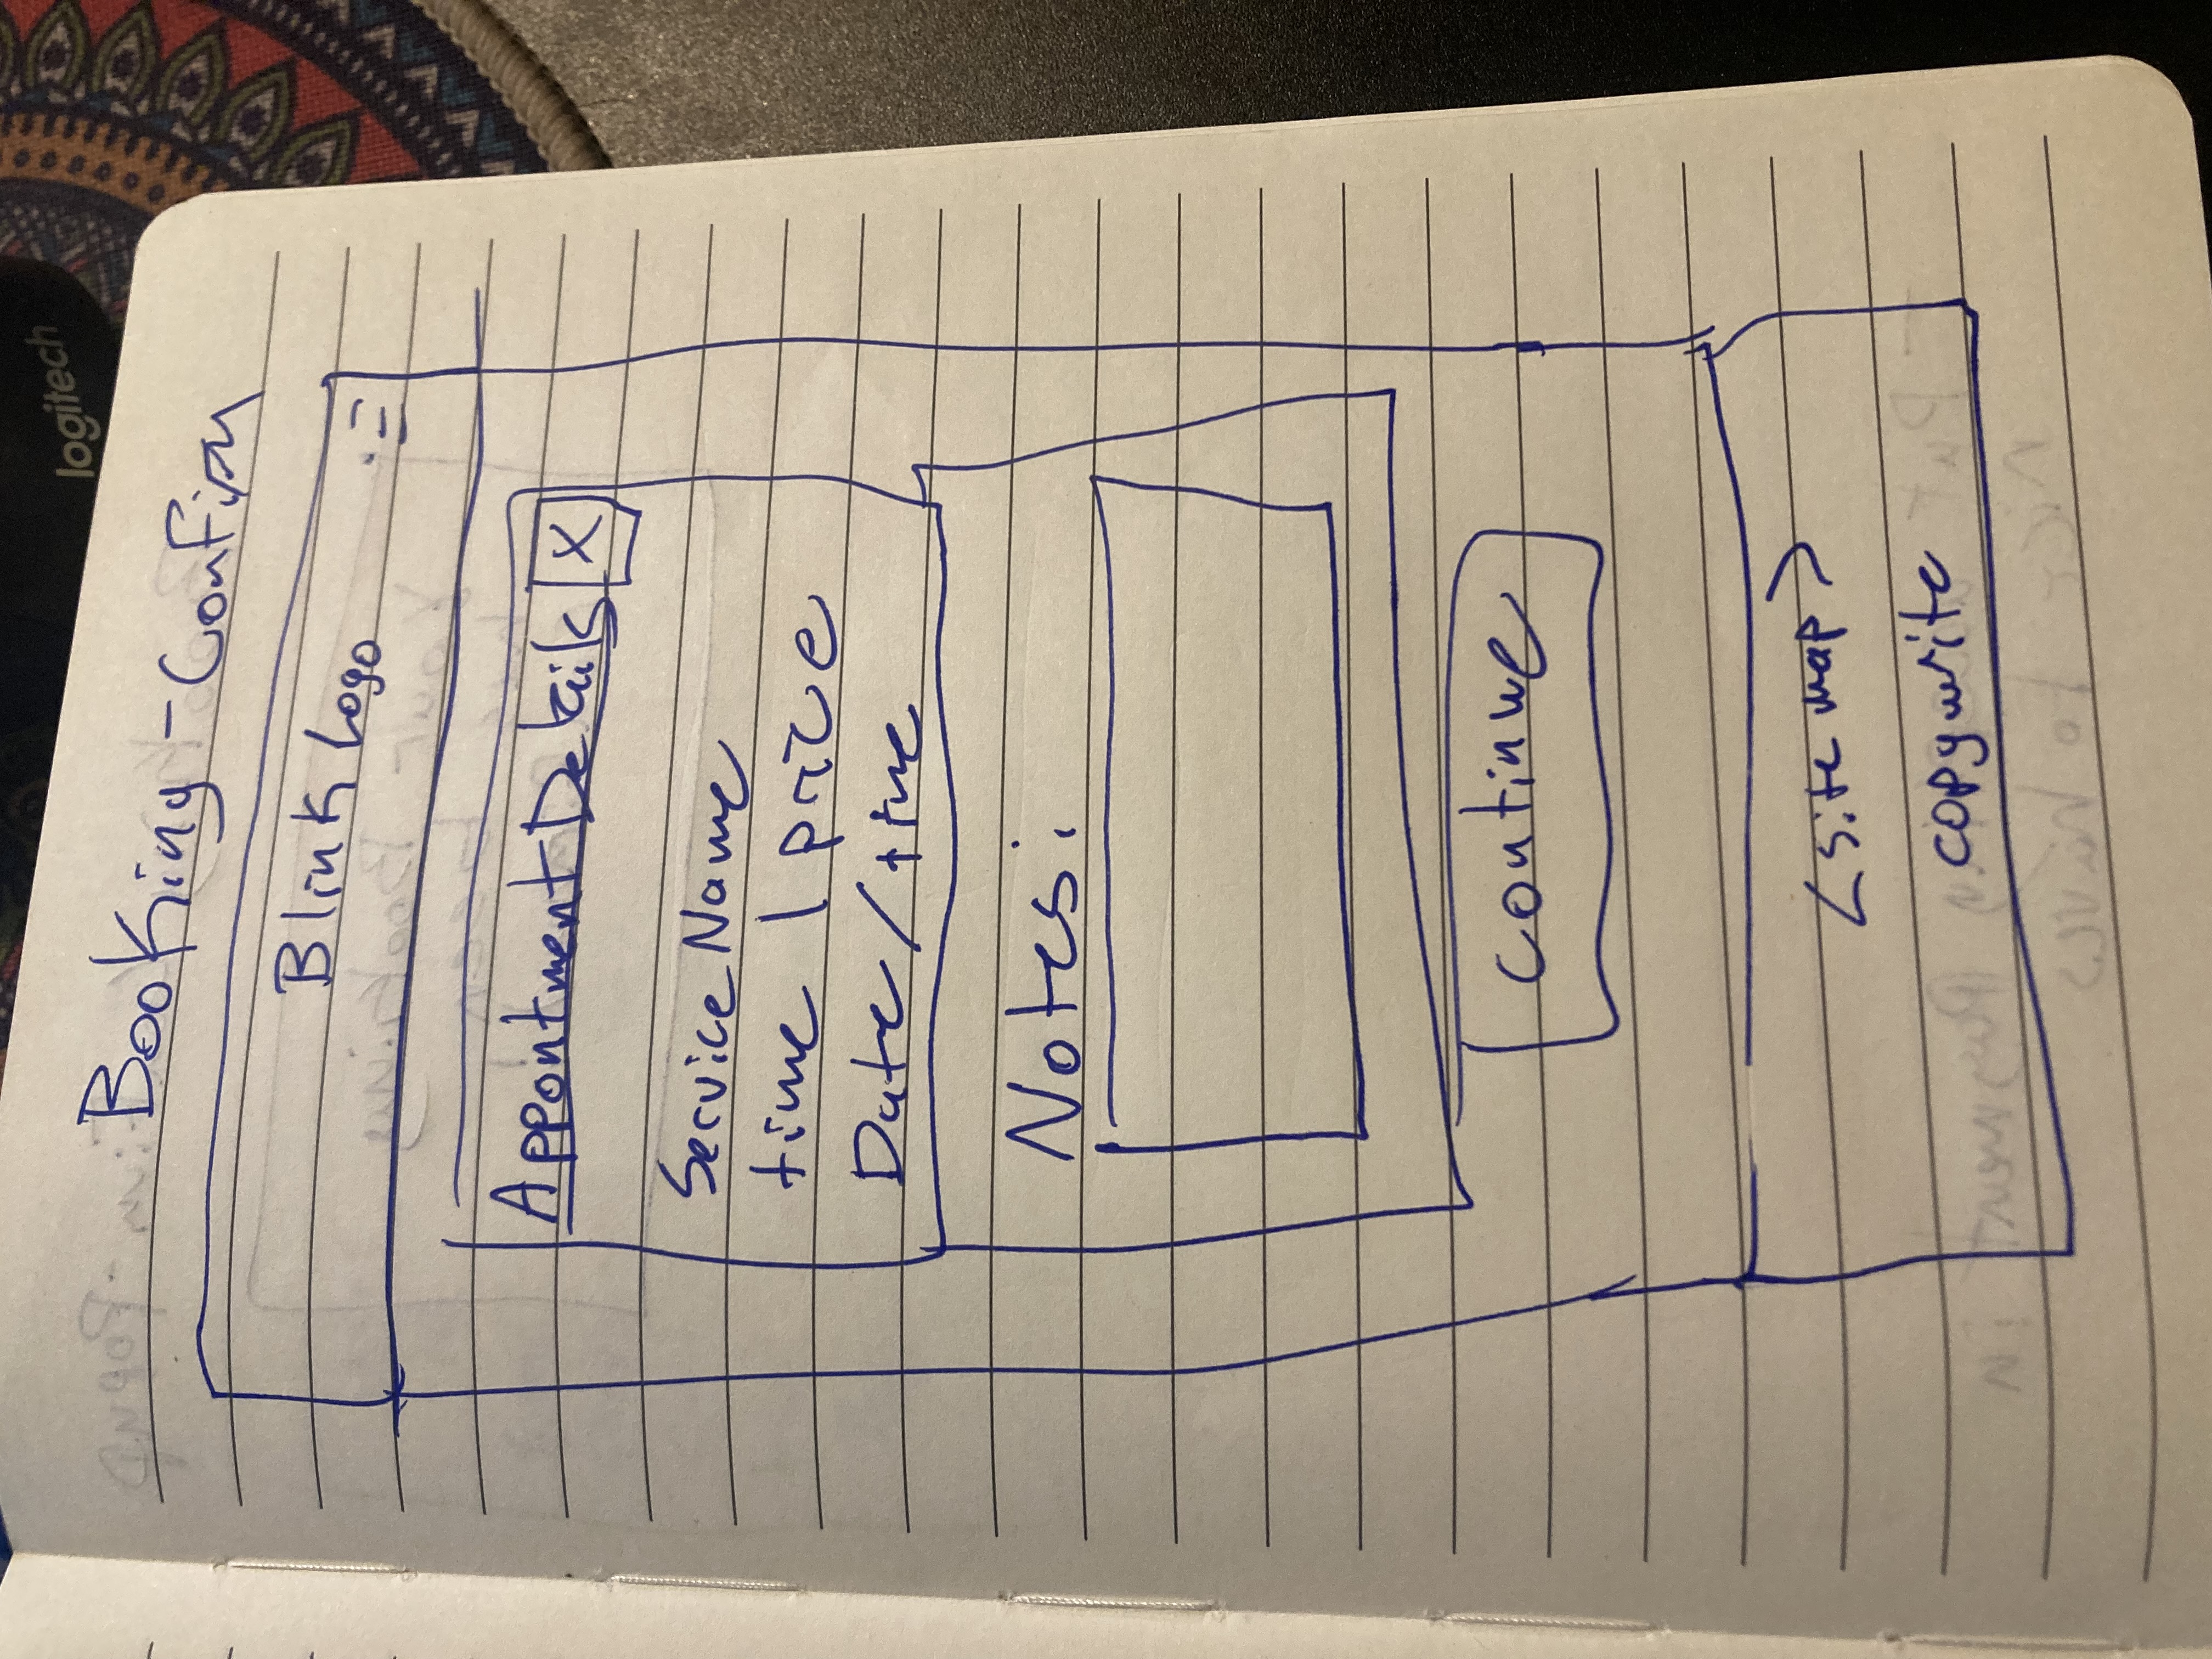 logitech
Booking - Confirm
Blink Logo
Appontment Details X
Service Name
time | price
Date / time
Notes:
continue
<site map>
copywrite